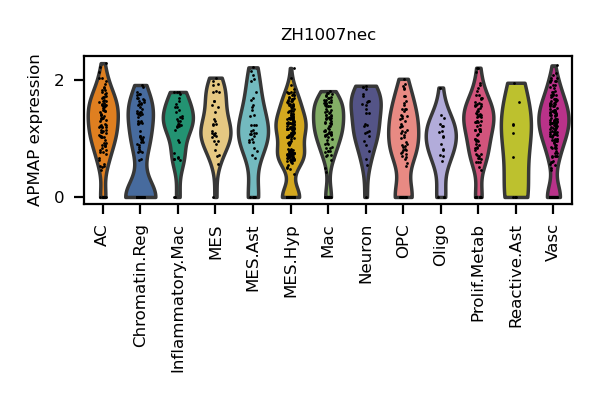 ZH1007nec
APMAP expression
2
0
AC
Chromatin.Reg
Inflammatory.Mac
MES
MES.Ast
MES.Hyp
Mac
Neuron
OPC
Oligo
Prolif.Metab
Reactive.Ast
Vasc